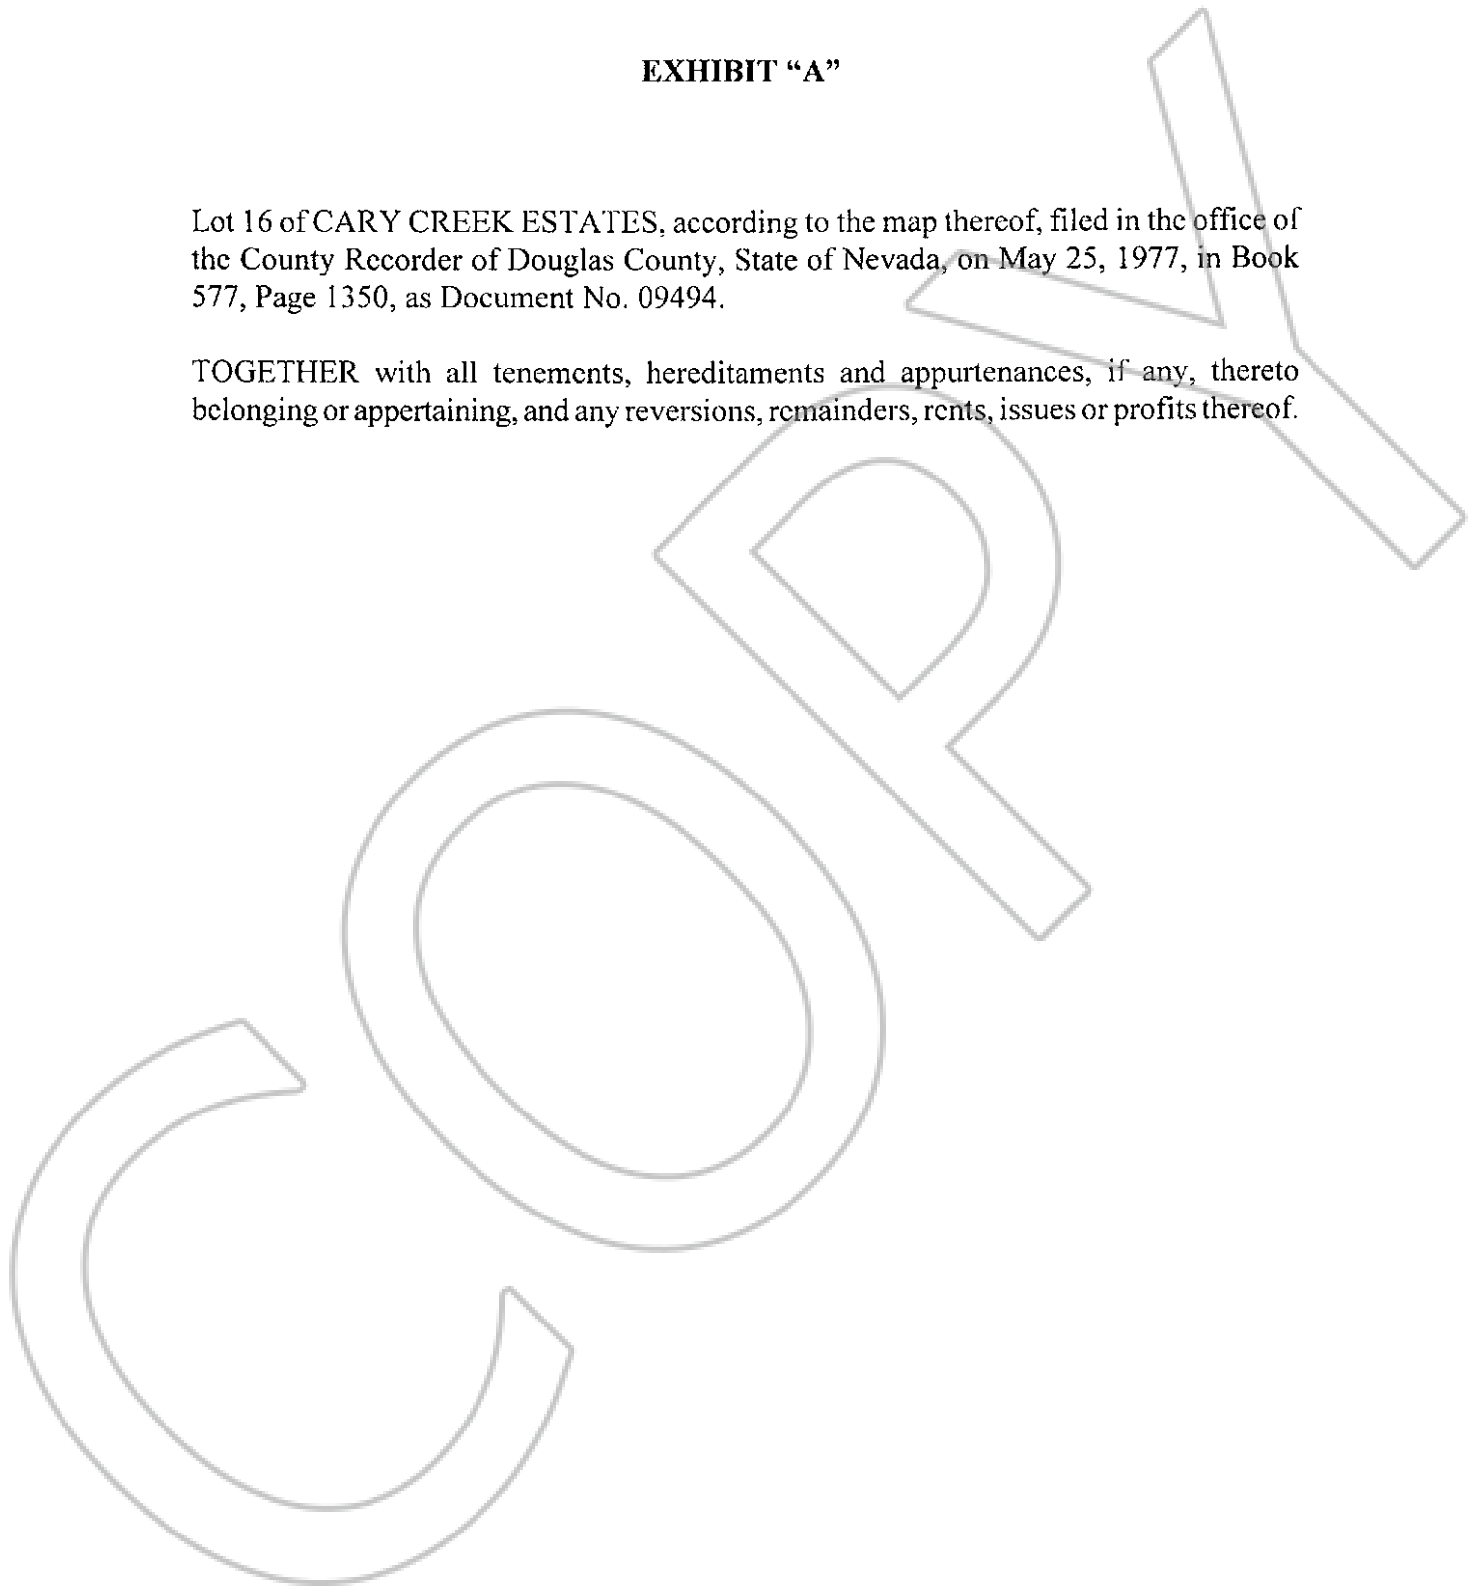 EXHIBIT “A”
Lot 16 of CARY CREEK ESTATES, according to the map thereof, filed in the office of
the County Recorder of Douglas County, State of Nevada, on May 25, 1977, in Book
577, Page 1350, as Document No. 09494.
TOGETHER with all tenements, hereditaments and appurtenances, if any, thereto
belonging or appertaining, and any reversions, remainders, rents, issues or profits thereof.
COPY